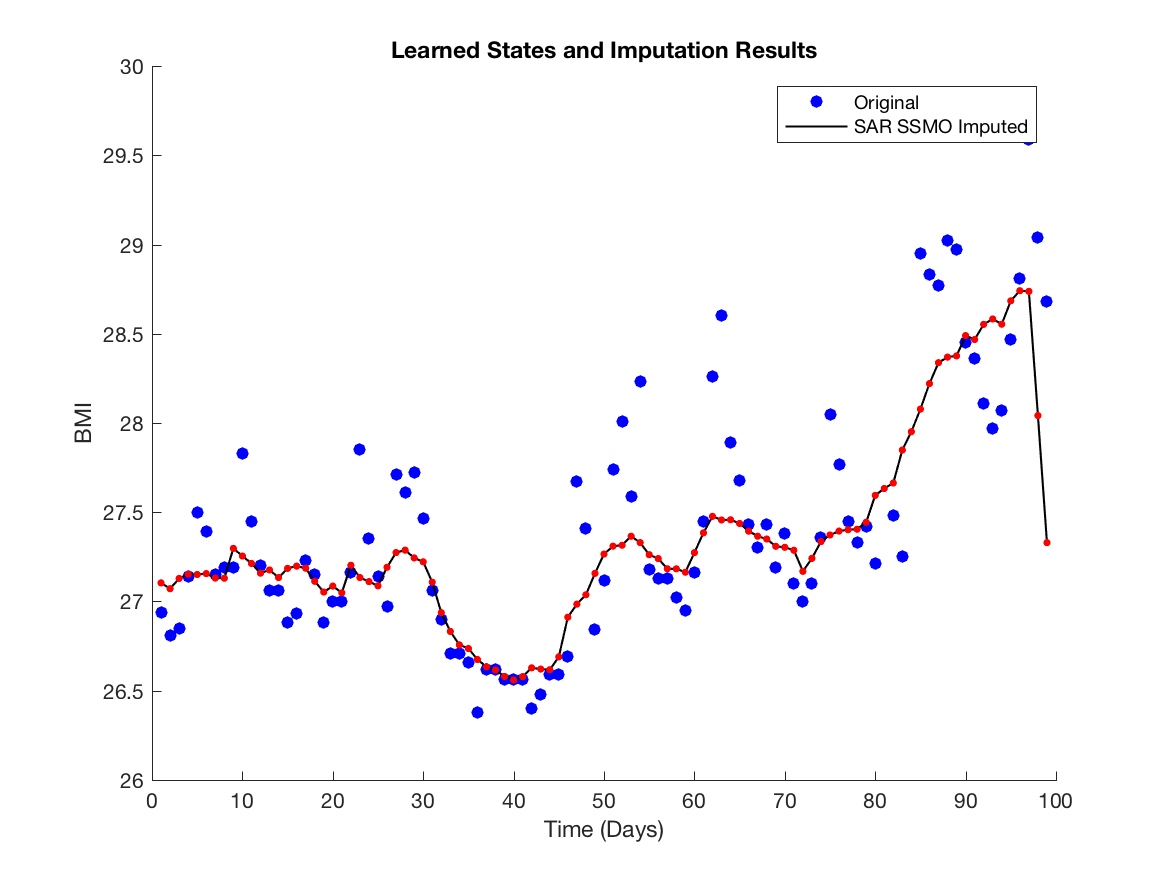 Learned States and Imputation Results
30
29.5
29
28.5
28
27.5
27
26.5
26
BMI
Original
SAR SSMO Imputed
0 10 20 30 40 50 60 70 80 90 100
Time (Days)